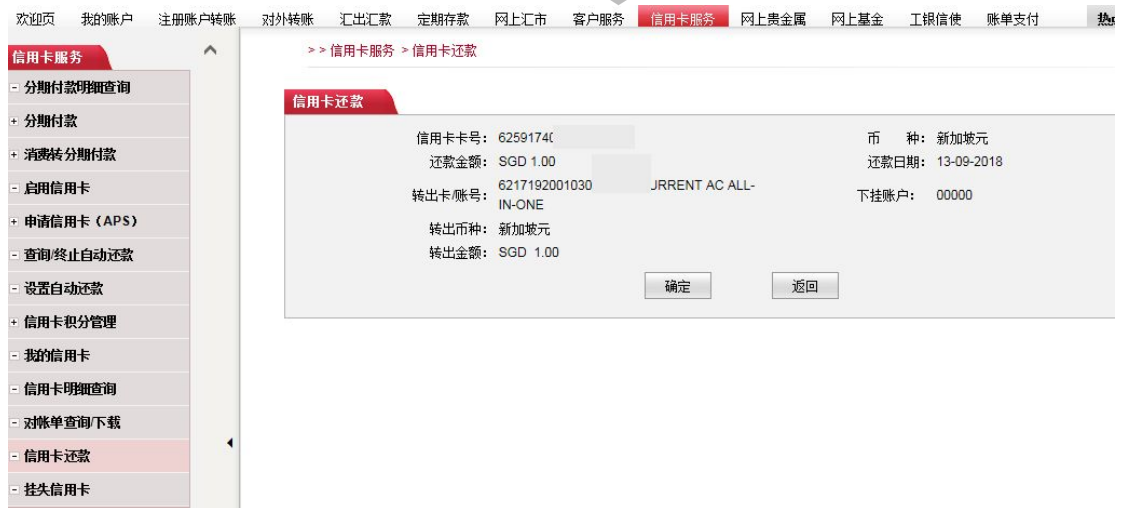 欢迎页 我的账户 注册账户转账 对外转账 汇出汇款 定期存款 网上汇市 客户服务 信用卡服务 网上贵金属 网上基金 工银信使 账单支付 热
信用卡服务
- 分期付款明细查询
+ 分期付款
+ 消费转分期付款
- 启用信用卡
+ 申请信用卡（APS）
- 查询/终止自动还款
- 设置自动还款
+ 信用卡积分管理
- 我的信用卡
- 信用卡明细查询
- 对帐单查询/下载
- 信用卡还款
- 挂失信用卡
>> 信用卡服务 > 信用卡还款
信用卡还款
信用卡卡号： 6259174 币 种： 新加坡元
还款金额： SGD 1.00 还款日期： 13-09-2018
转出卡/账号： 6217192001030 URRENT AC ALL-
IN-ONE 下挂账户： 00000
转出币种： 新加坡元
转出金额： SGD 1.00
确定 返回